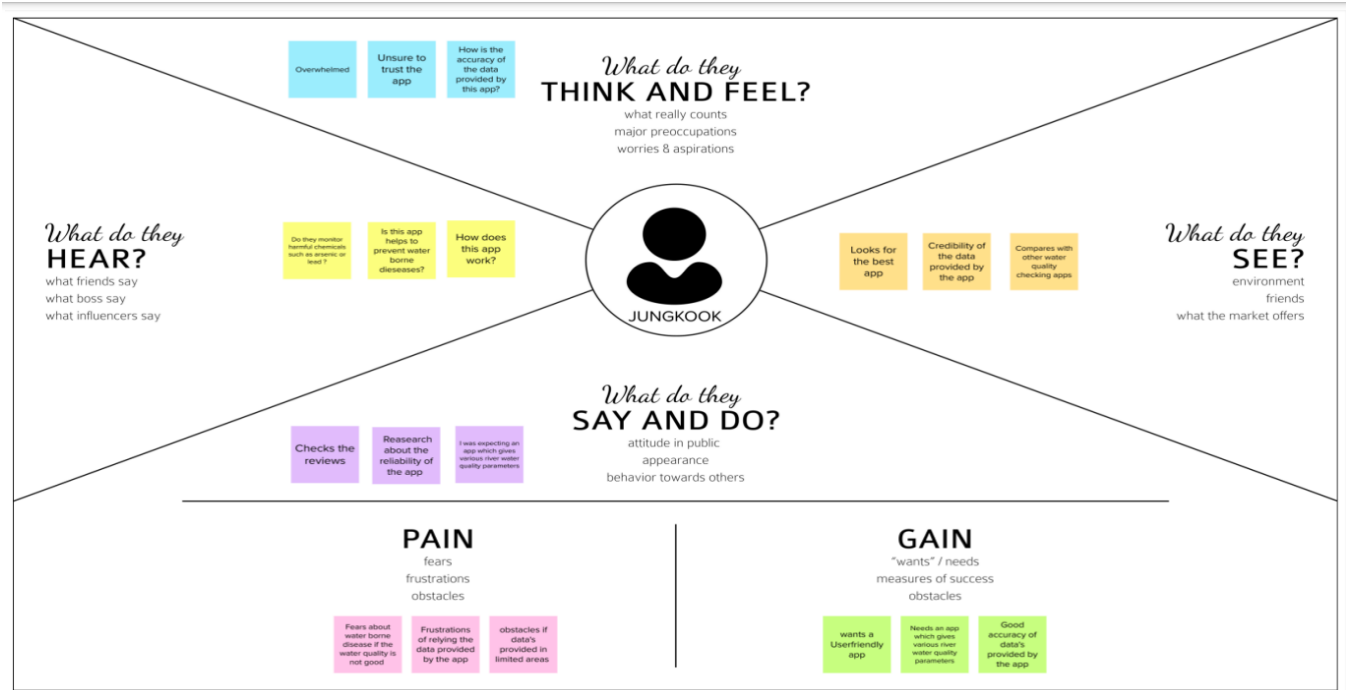 Overwhelmed
Unsure to
trust the
app
How is the
accuracy of
the data
provided by
this app?
What do they
THINK AND FEEL?
what really counts
major preoccupations
worries & aspirations
What do they
HEAR?
what friends say
what boss say
what influencers say
Do they monitor
harmful chemicals
such as arsenic or
lead ?
Is this app
helps to
prevent water
borne
dieseases?
How does
this app
work?
JUNGKOOK
Looks for
the best
app
Credibility of
the data
provided by
the app
Compares with
other water
quality
checking apps
What do they
SEE?
environment
friends
what the market offers
What do they
SAY AND DO?
attitude in public
appearance
behavior towards others
Checks the
reviews
Reasearch
about the
reliability of
the app
I was expecting an
app which gives
various river water
quality parameters
PAIN
fears
frustrations
obstacles
Fears about
water borne
disease if the
water quality is
not good
Frustrations
of relying the
data provided
by the app
obstacles if
data's
provided in
limited areas
GAIN
"wants" / needs
measures of success
obstacles
wants a
Userfriendly
app
Needs an app
which gives
various river
water quality
parameters
Good
accuracy of
data's
provided by
the app